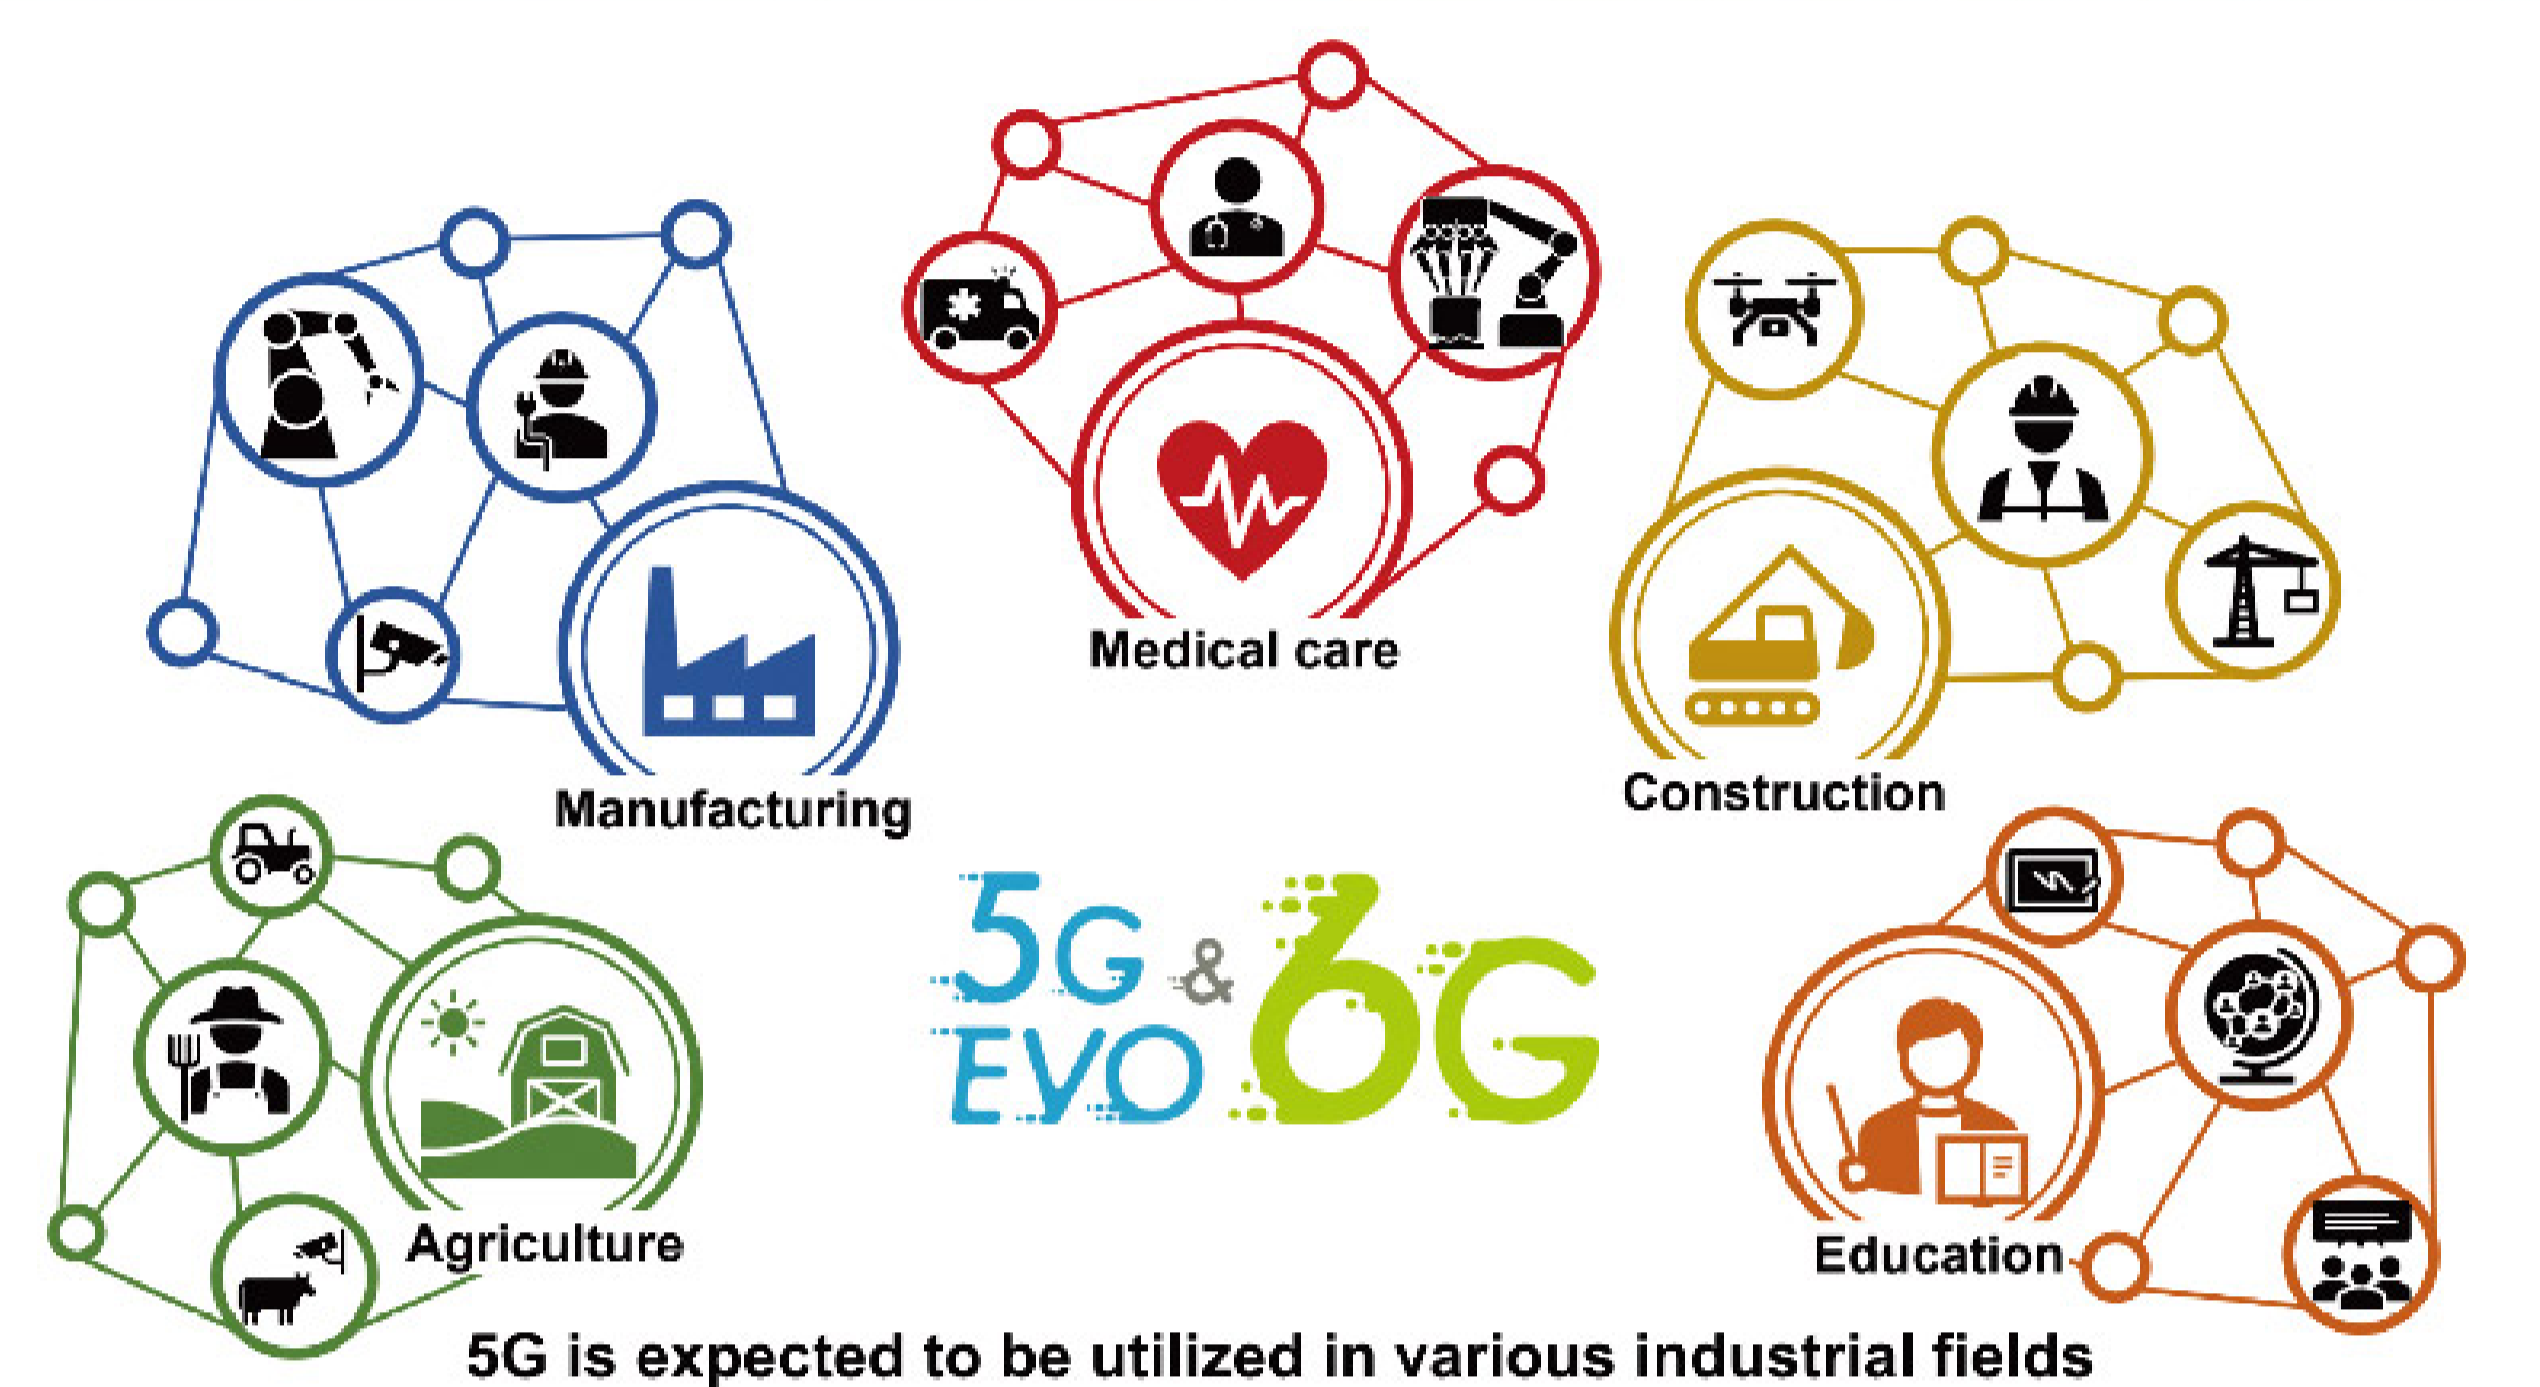 Medical care
Manufacturing
Construction
5G & 6G
EVO
Agriculture
Education
5G is expected to be utilized in various industrial fields